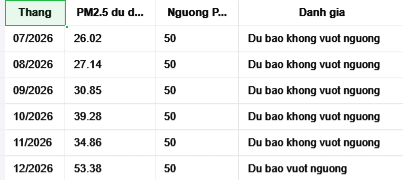 Thang PM2.5 du d... Nguong P... Danh gia
07/2026 26.02 50 Du bao khong vuot nguong
08/2026 27.14 50 Du bao khong vuot nguong
09/2026 30.85 50 Du bao khong vuot nguong
10/2026 39.28 50 Du bao khong vuot nguong
11/2026 34.86 50 Du bao khong vuot nguong
12/2026 53.38 50 Du bao vuot nguong